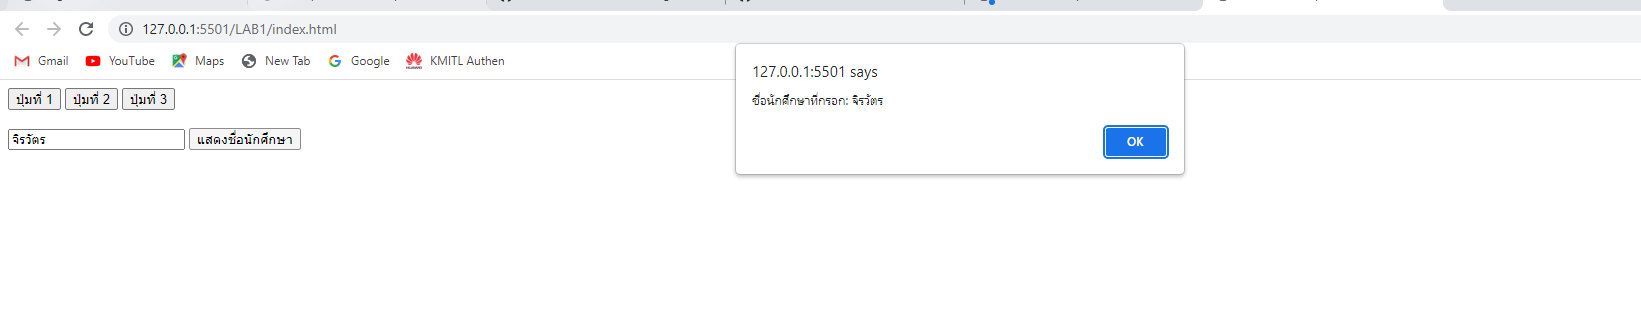 127.0.0.1:5501/LAB1/index.html
Gmail YouTube Maps New Tab Google KMITL Authen
127.0.0.1:5501 says
ชื่อนักศึกษาที่กรอก: จิรวัตร
OK
ปุ่มที่ 1 ปุ่มที่ 2 ปุ่มที่ 3
จิรวัตร แสดงชื่อนักศึกษา